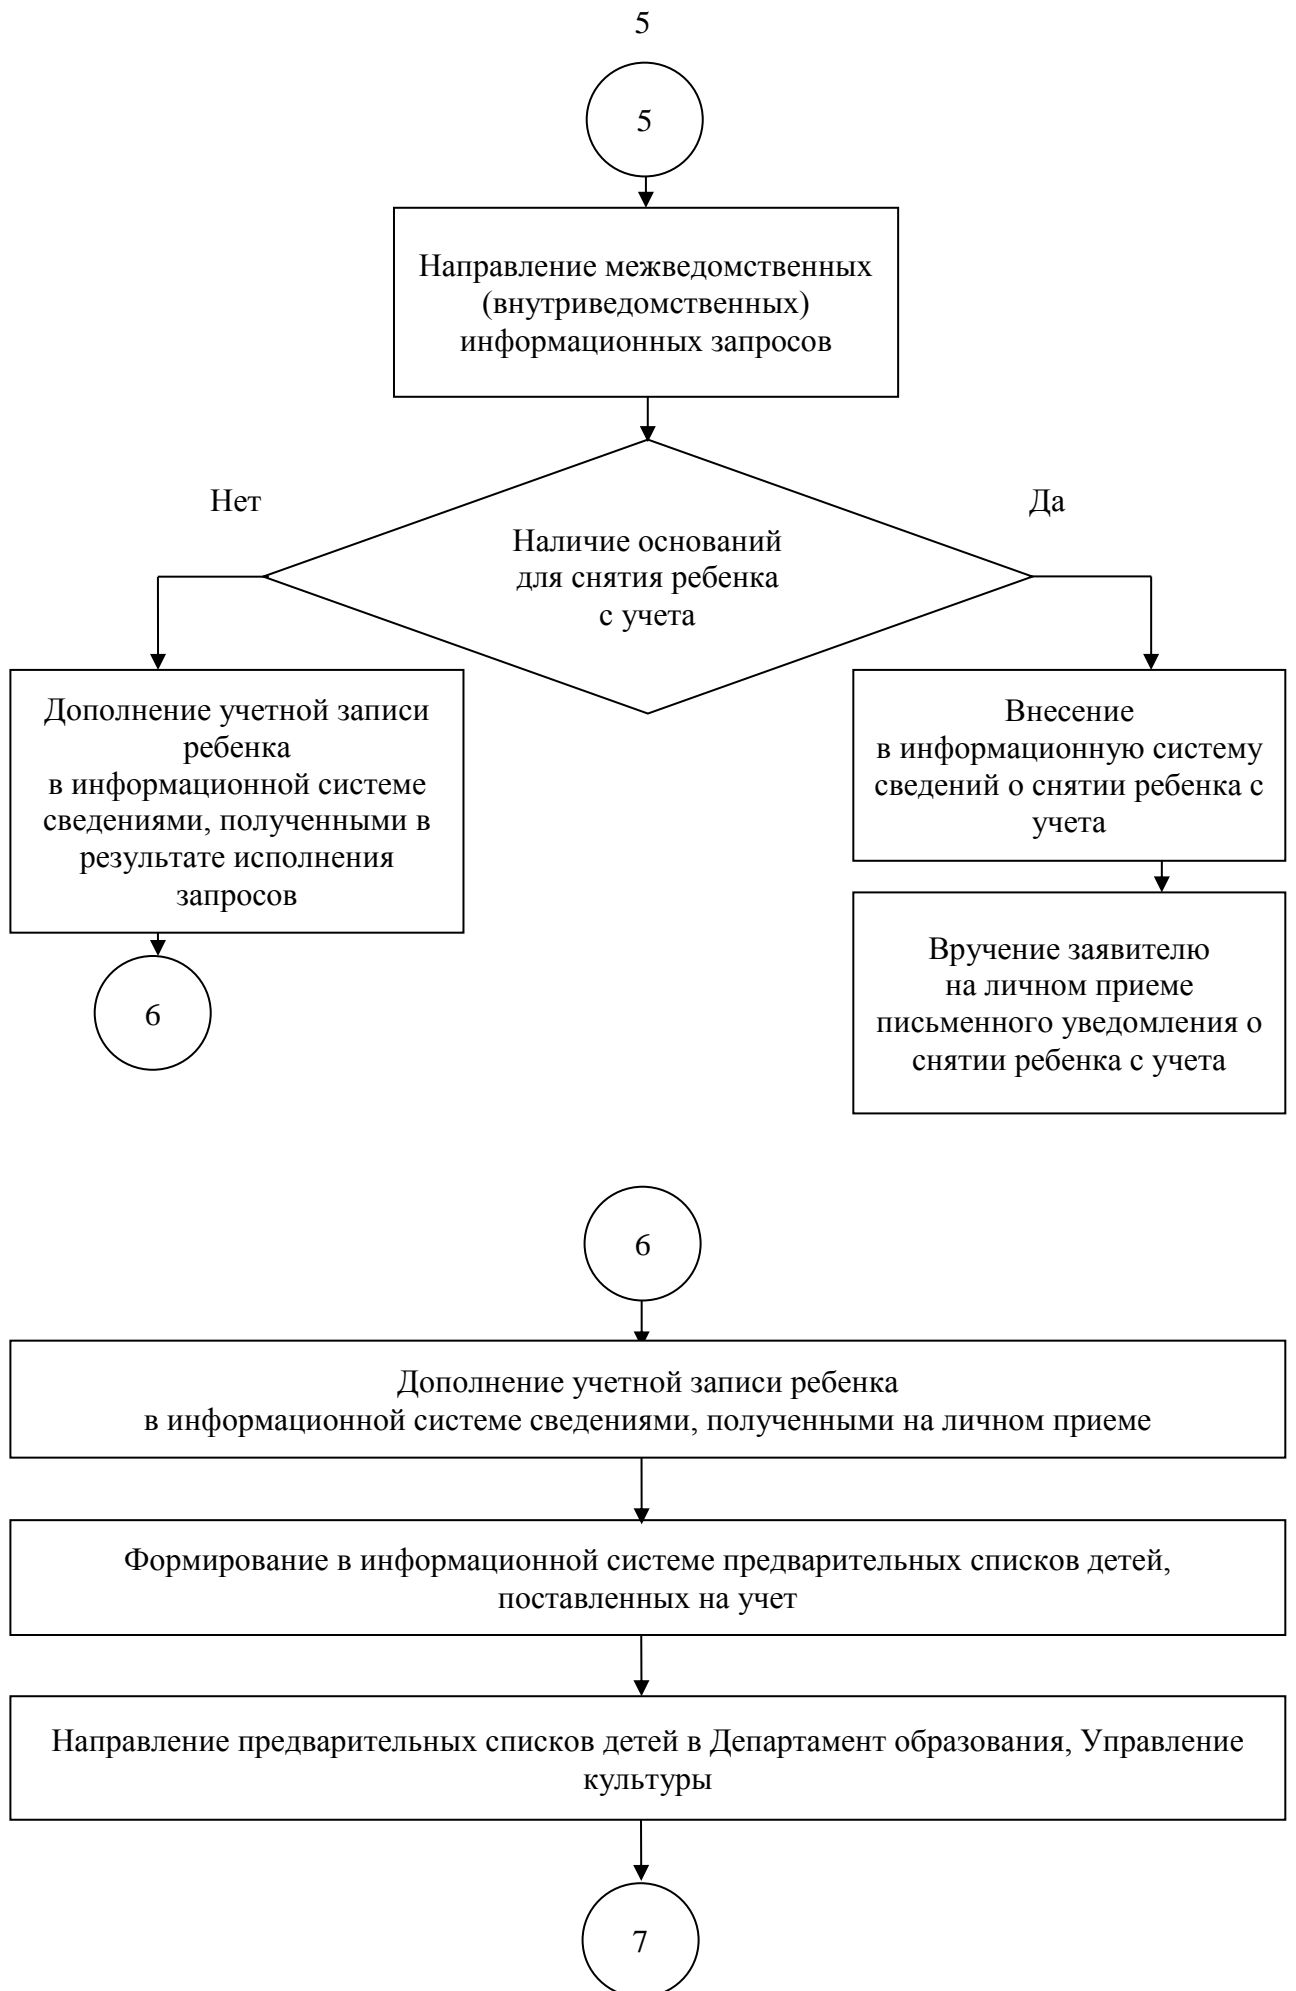 5
5
Направление межведомственных
(внутриведомственных)
информационных запросов
Нет
Да
Наличие оснований
для снятия ребенка
с учета
Дополнение учетной записи
ребенка
в информационной системе
сведениями, полученными в
результате исполнения
запросов
Внесение
в информационную систему
сведений о снятии ребенка с
учета
Вручение заявителю
на личном приеме
письменного уведомления о
снятии ребенка с учета
6
6
Дополнение учетной записи ребенка
в информационной системе сведениями, полученными на личном приеме
Формирование в информационной системе предварительных списков детей,
поставленных на учет
Направление предварительных списков детей в Департамент образования, Управление
культуры
7